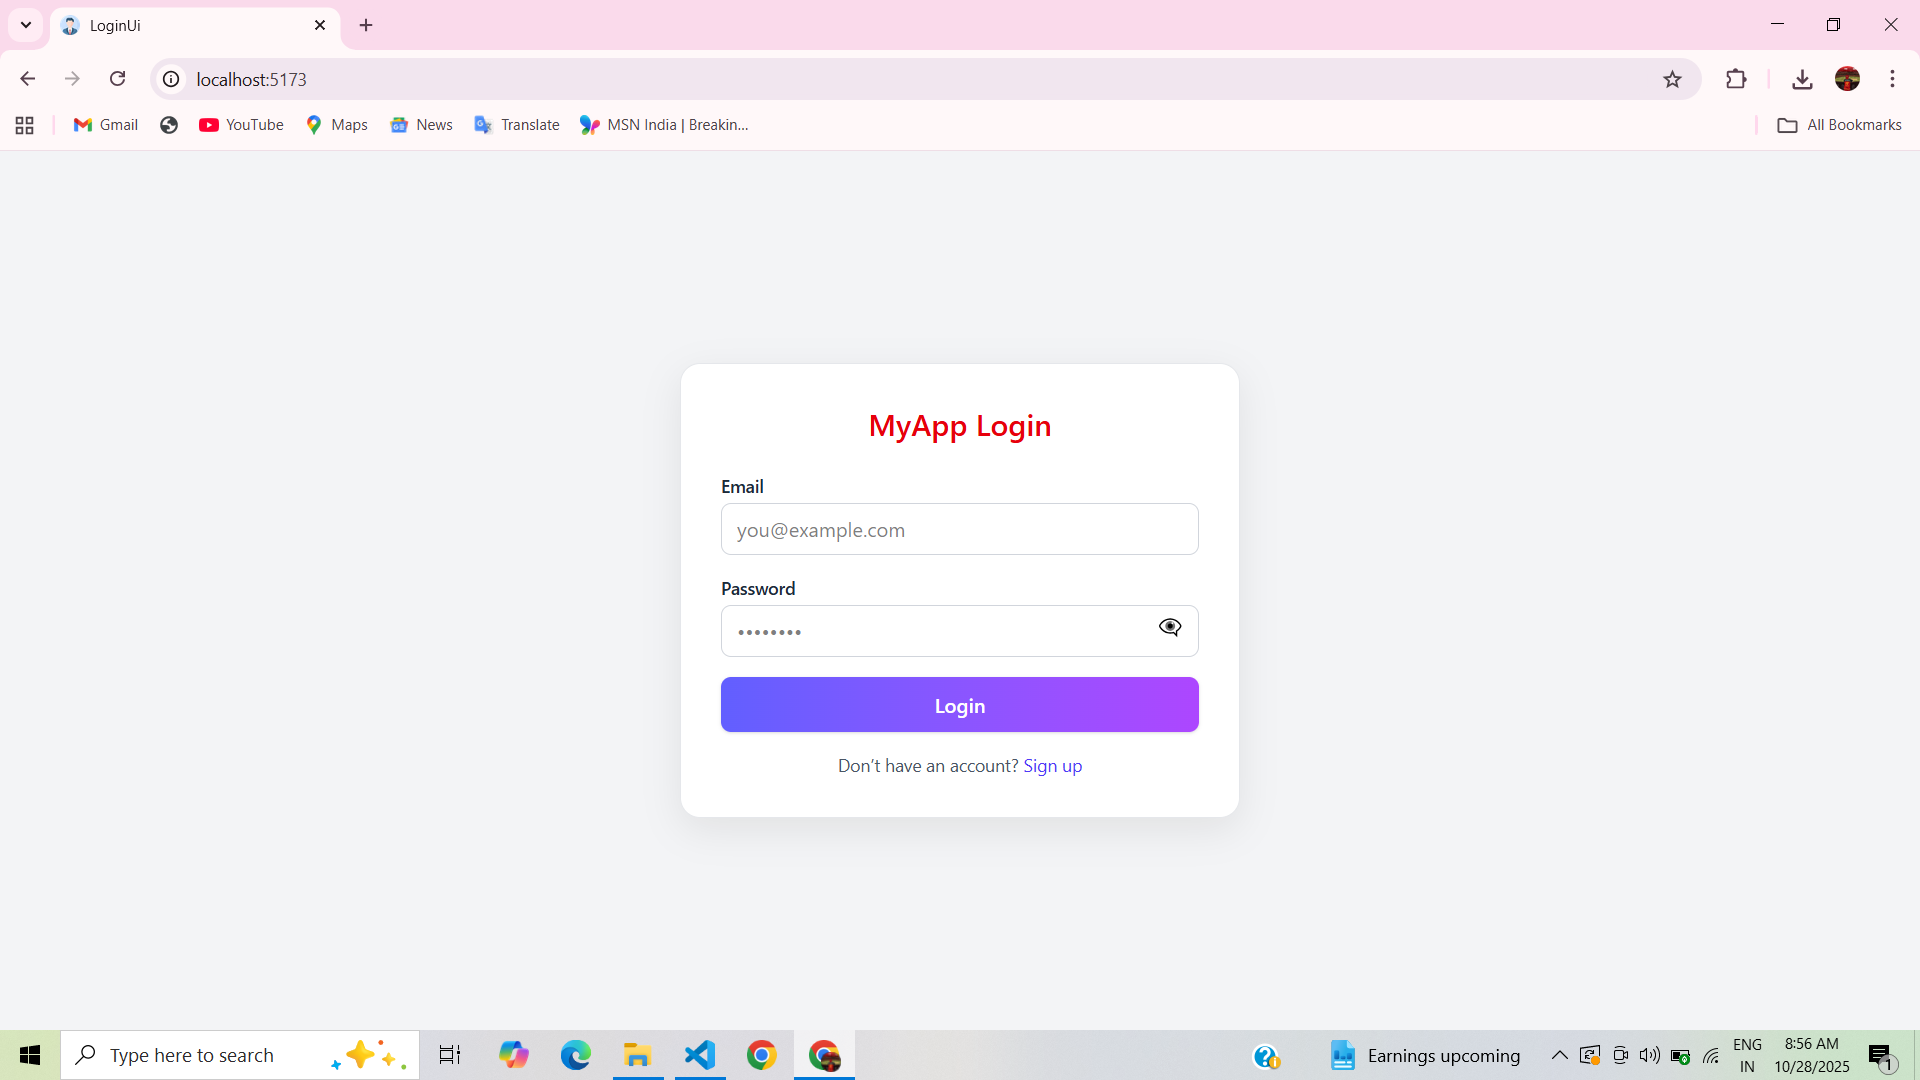 LoginUi
localhost:5173
Gmail
YouTube
Maps
News
Translate
MSN India | Breakin...
All Bookmarks
MyApp Login
Email
you@example.com
Password
••••••••
Login
Don’t have an account? Sign up
Type here to search
Earnings upcoming
ENG
IN
8:56 AM
10/28/2025
1